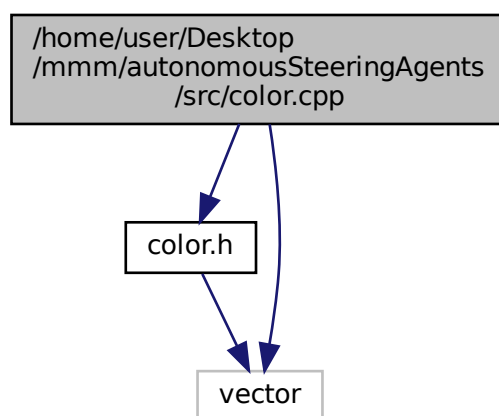 /home/user/Desktop
/mmm/autonomousSteeringAgents
/src/color.cpp
color.h
vector